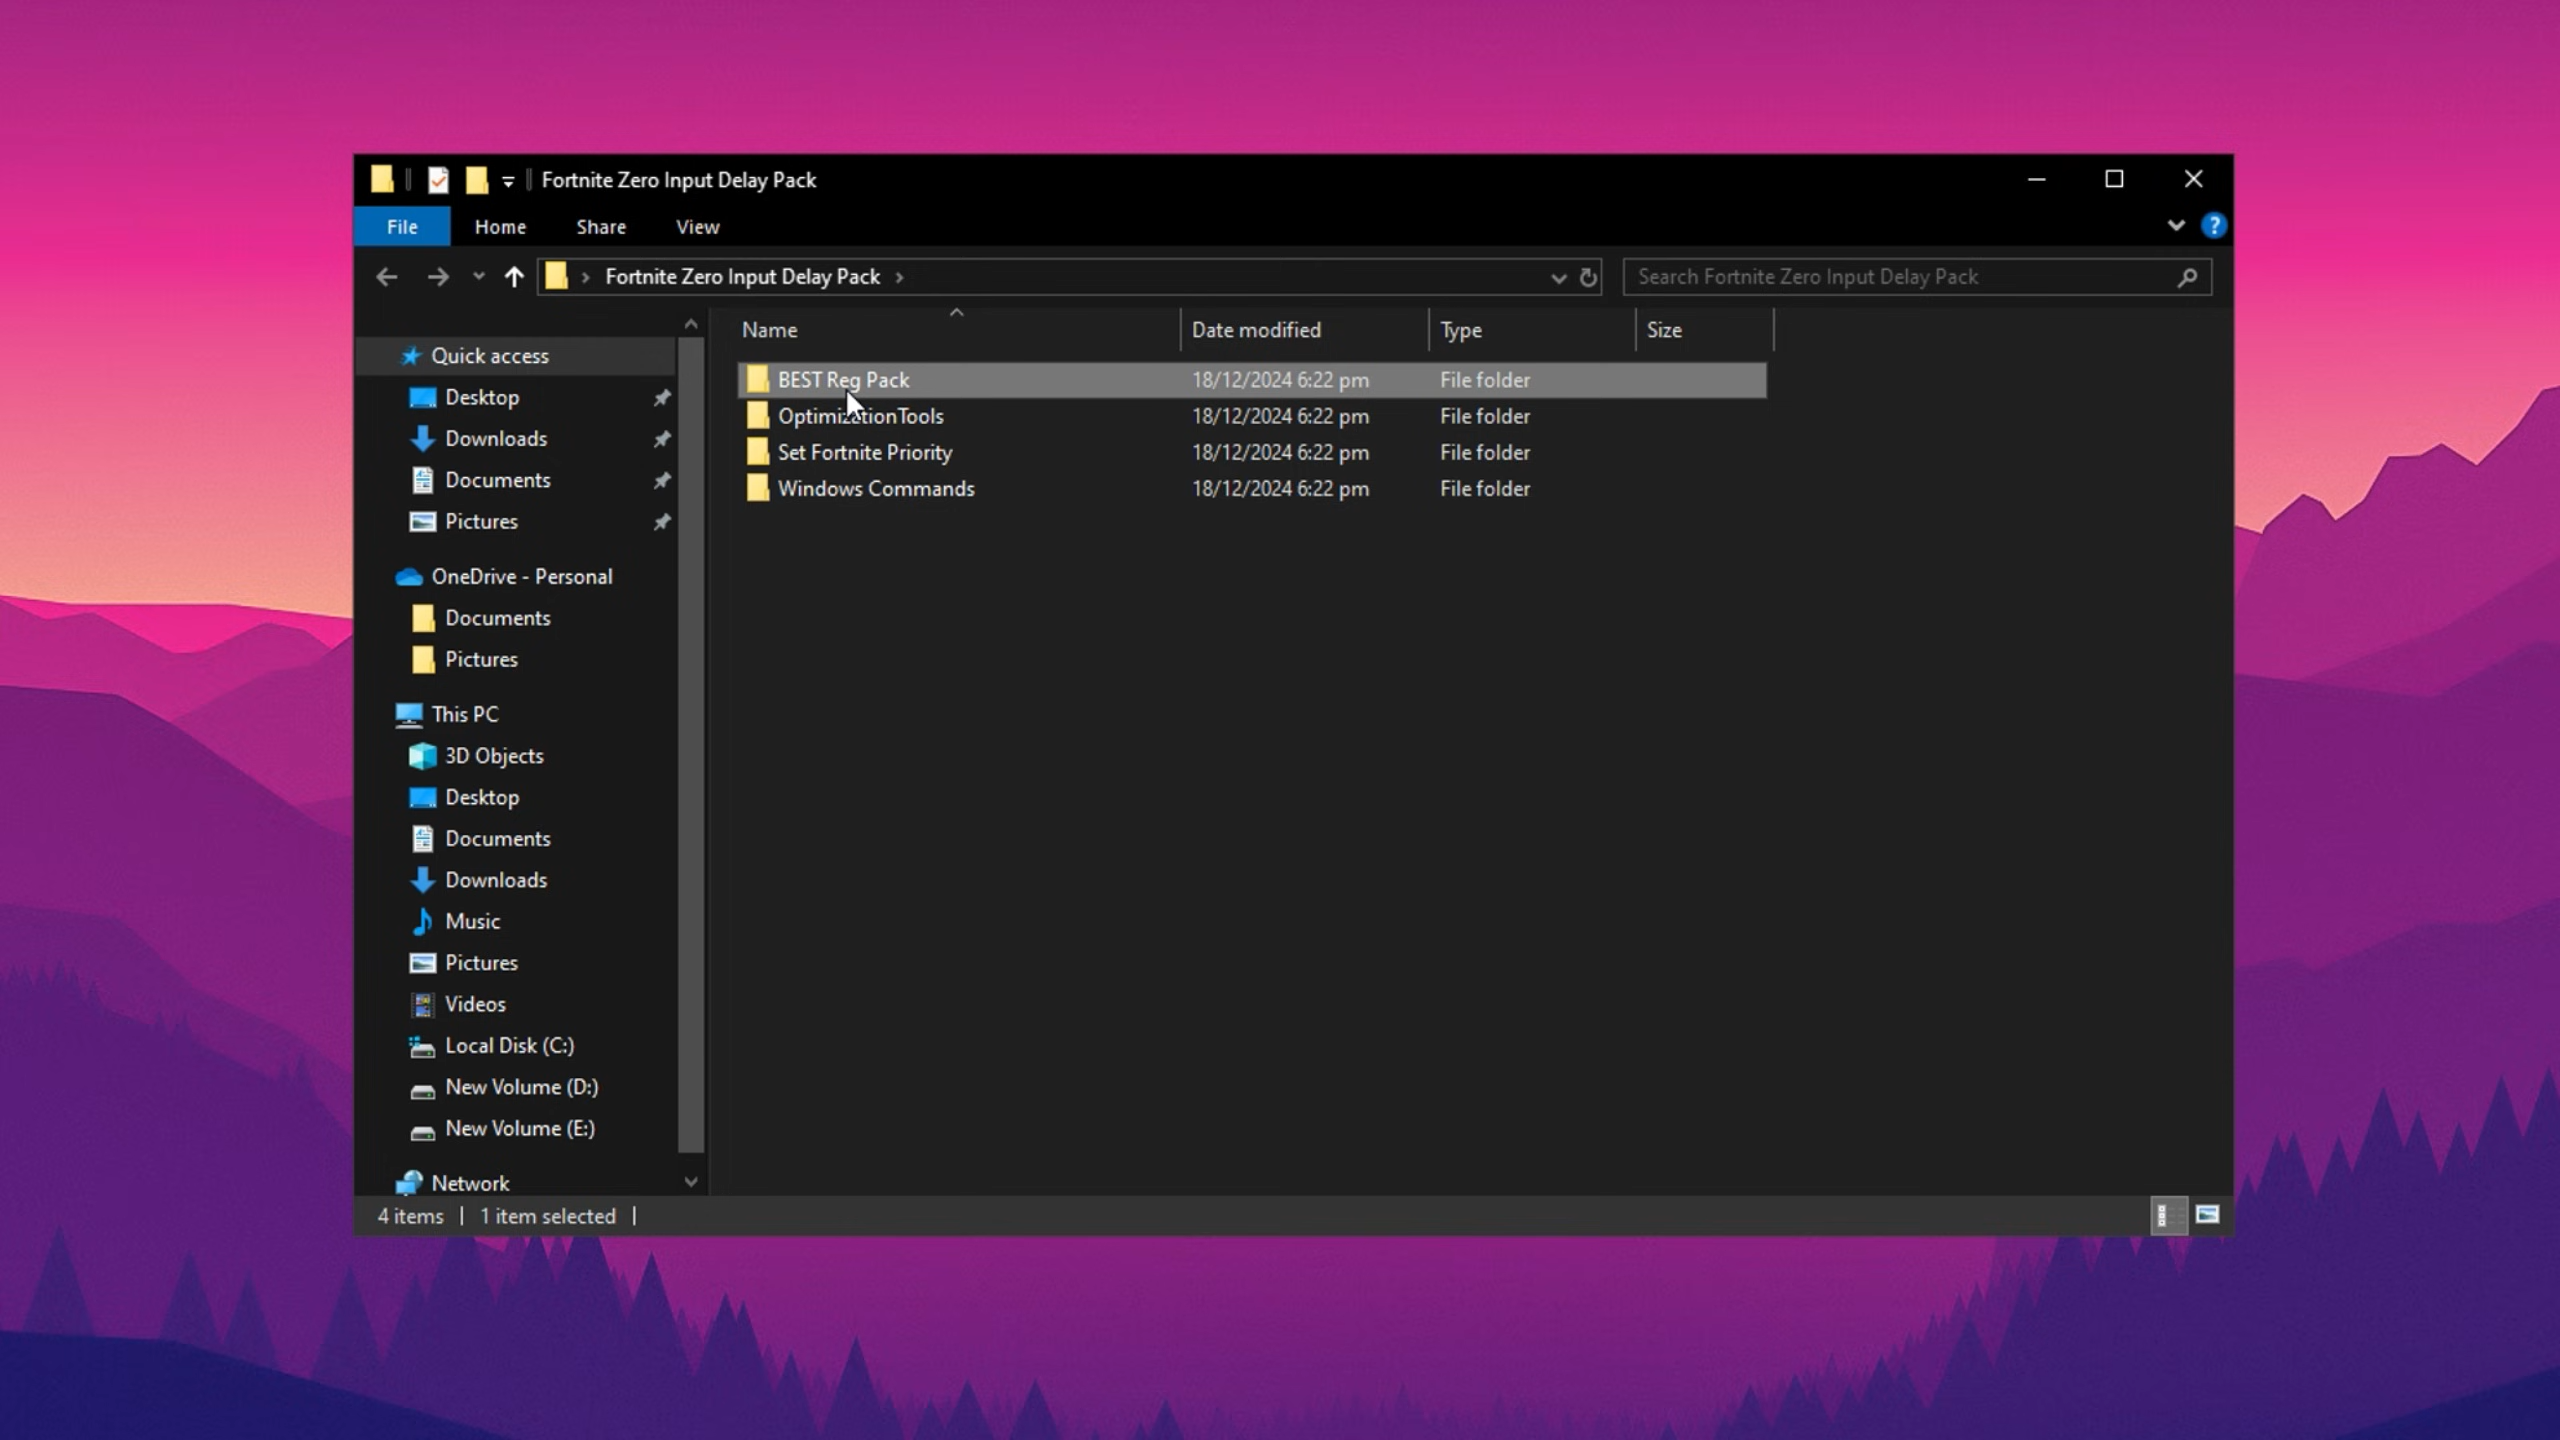 Fortnite Zero Input Delay Pack
File Home Share View
Fortnite Zero Input Delay Pack
Search Fortnite Zero Input Delay Pack
Name Date modified Type Size
BEST Reg Pack 18/12/2024 6:22 pm File folder
OptimizationTools 18/12/2024 6:22 pm File folder
Set Fortnite Priority 18/12/2024 6:22 pm File folder
Windows Commands 18/12/2024 6:22 pm File folder
Quick access
Desktop
Downloads
Documents
Pictures
OneDrive - Personal
Documents
Pictures
This PC
3D Objects
Desktop
Documents
Downloads
Music
Pictures
Videos
Local Disk (C:)
New Volume (D:)
New Volume (E:)
Network
4 items | 1 item selected |